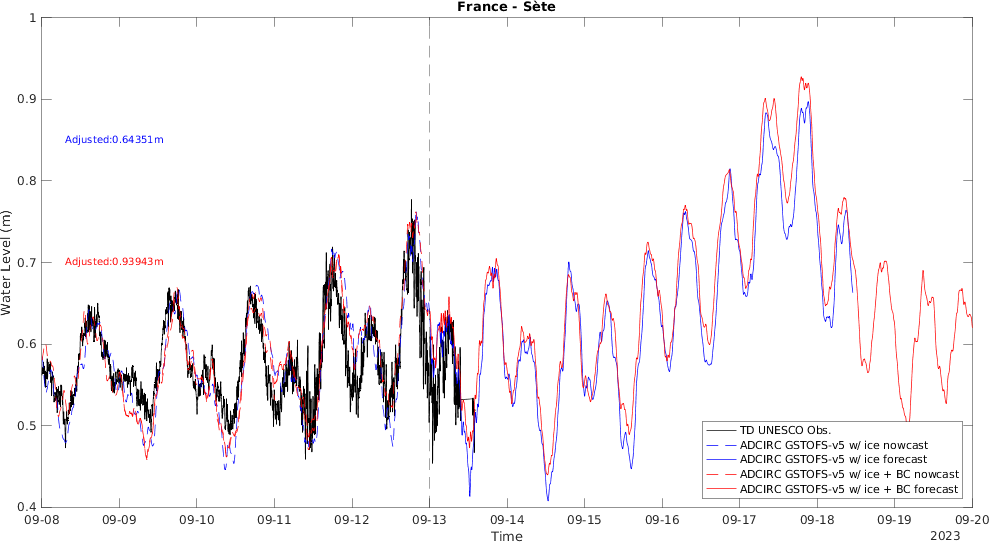 France - Sète
1
0.9
0.8
0.7
0.6
0.5
0.4
Water Level (m)
Adjusted:0.64351m
Adjusted:0.93943m
TD UNESCO Obs.
ADCIRC GSTOFS-v5 w/ ice nowcast
ADCIRC GSTOFS-v5 w/ ice forecast
ADCIRC GSTOFS-v5 w/ ice + BC nowcast
ADCIRC GSTOFS-v5 w/ ice + BC forecast
09-08 09-09 09-10 09-11 09-12 09-13 09-14 09-15 09-16 09-17 09-18 09-19 09-20
Time
2023